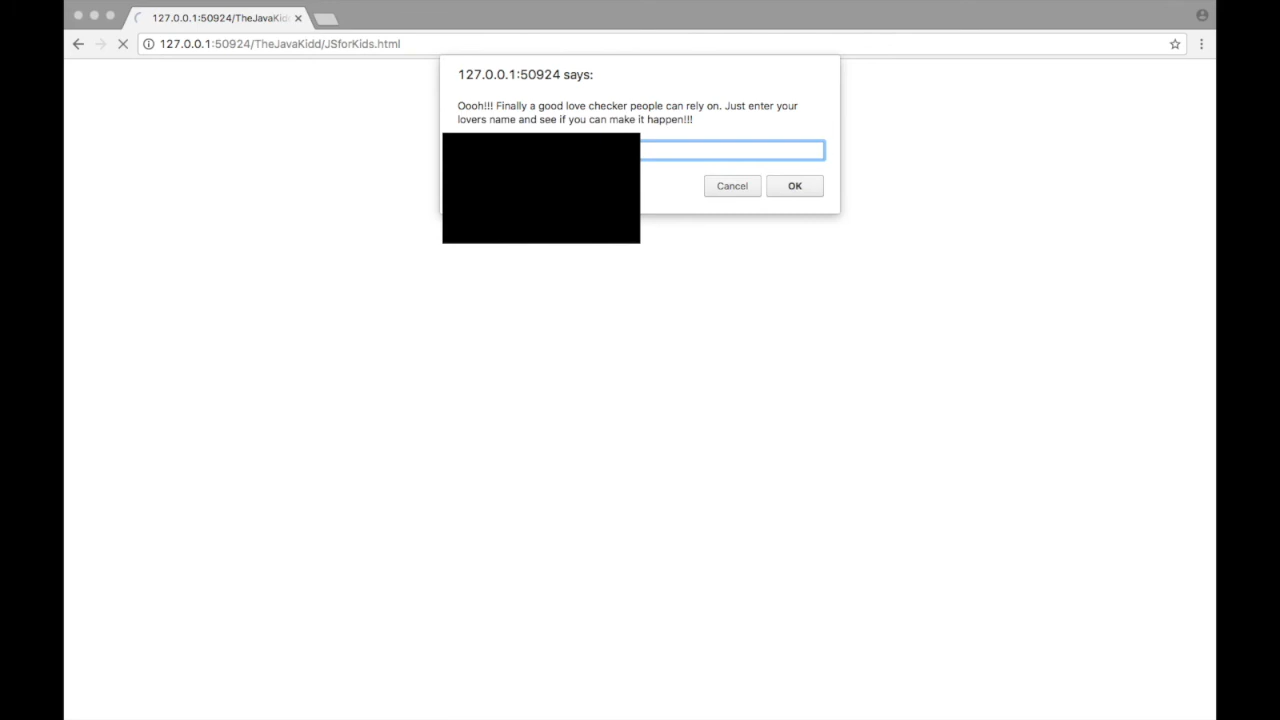 127.0.0.1:50924/TheJavaKid
127.0.0.1:50924/TheJavaKidd/JSforKids.html
127.0.0.1:50924 says:
Oooh!!! Finally a good love checker people can rely on. Just enter your
lovers name and see if you can make it happen!!!
Cancel
OK